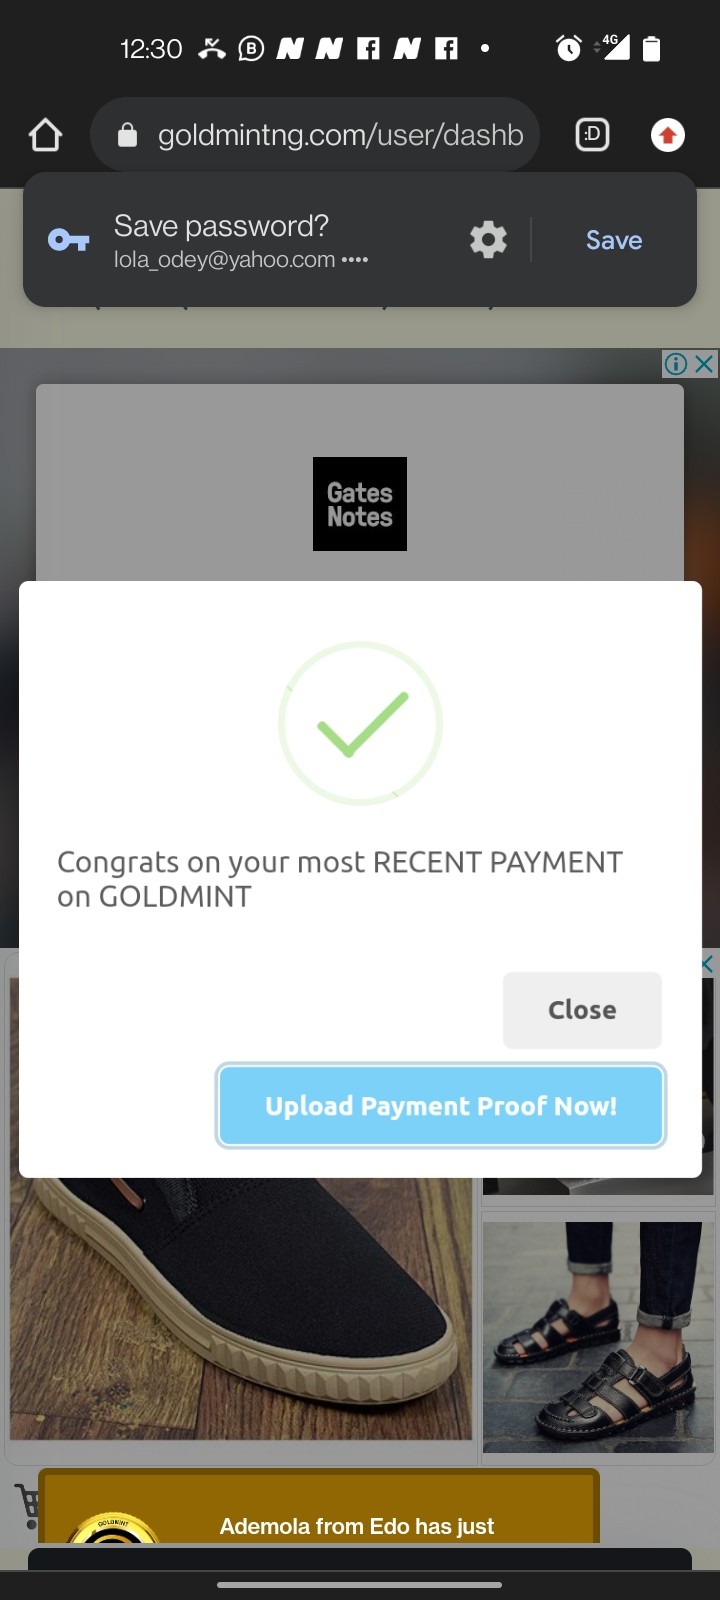 12:30
4G
goldmintng.com/user/dashb
:D
Save password?
lola_odey@yahoo.com ••••
Save
Gates
Notes
Congrats on your most RECENT PAYMENT
on GOLDMINT
Close
Upload Payment Proof Now!
GOLDMINT
Ademola from Edo has just